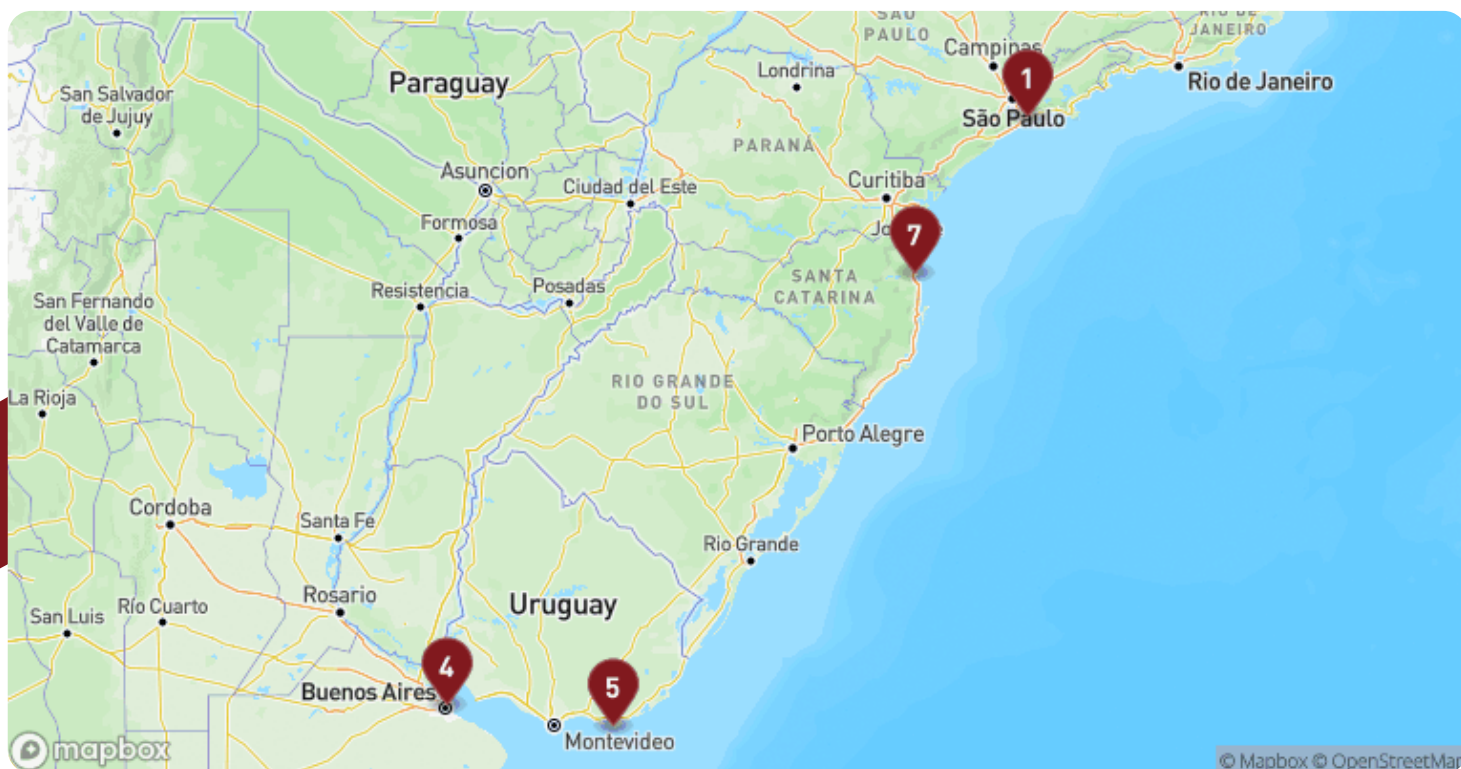 SÃO
PAULO
RIO DE
JANEIRO
Campinas
Londrina
1
Rio de Janeiro
São Paulo
Paraguay
San Salvador
de Jujuy
PARANÁ
Asuncion
Ciudad del Este
Curitiba
Formosa
7
SANTA
CATARINA
Resistencia
Posadas
San Fernando
del Valle de
Catamarca
RIO GRANDE
DO SUL
La Rioja
Porto Alegre
Cordoba
Santa Fe
Rio Grande
Rosario
Uruguay
San Luis
Río Cuarto
4
Buenos Aires
5
Montevideo
mapbox
© Mapbox © OpenStreetMap